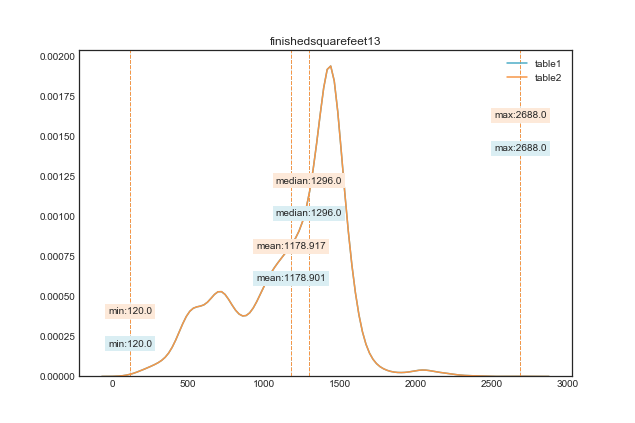 finishedsquarefeet13
0.00200
0.00175
0.00150
0.00125
0.00100
0.00075
0.00050
0.00025
0.00000
table1
table2
max:2688.0
max:2688.0
median:1296.0
median:1296.0
mean:1178.917
mean:1178.901
min:120.0
min:120.0
0
500
1000
1500
2000
2500
3000